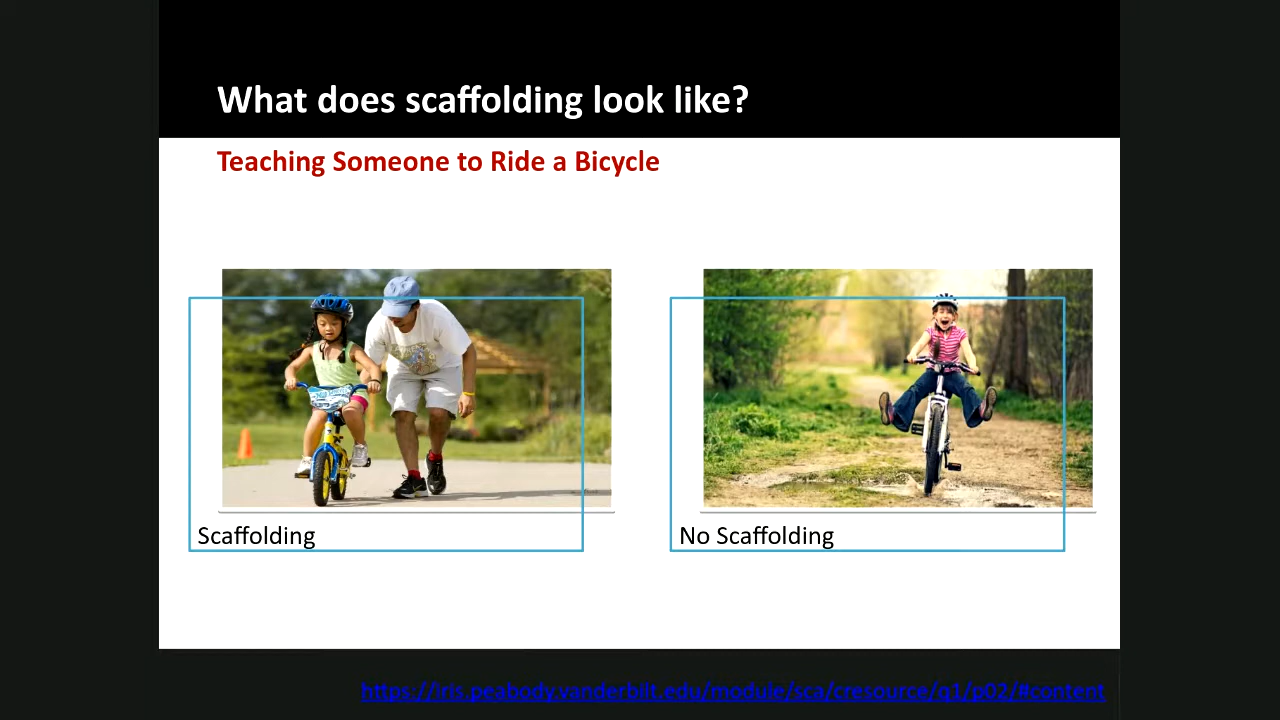 What does scaffolding look like?
Teaching Someone to Ride a Bicycle
Scaffolding
No Scaffolding
https://iris.peabody.vanderbilt.edu/module/sca/cresource/q1/p02/#content